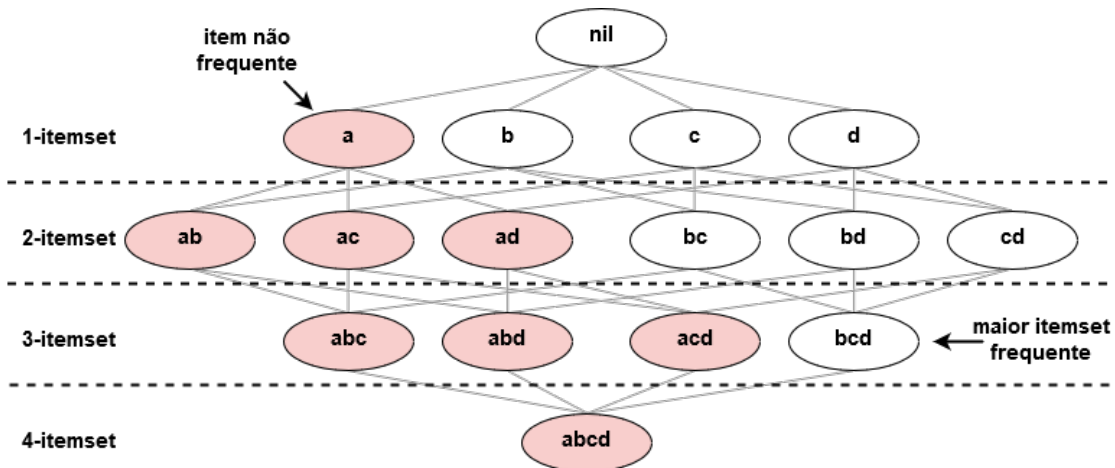 nil
item não
frequente
1-itemset
a
b
c
d
2-itemset
ab
ac
ad
bc
bd
cd
3-itemset
abc
abd
acd
bcd
maior itemset
frequente
4-itemset
abcd